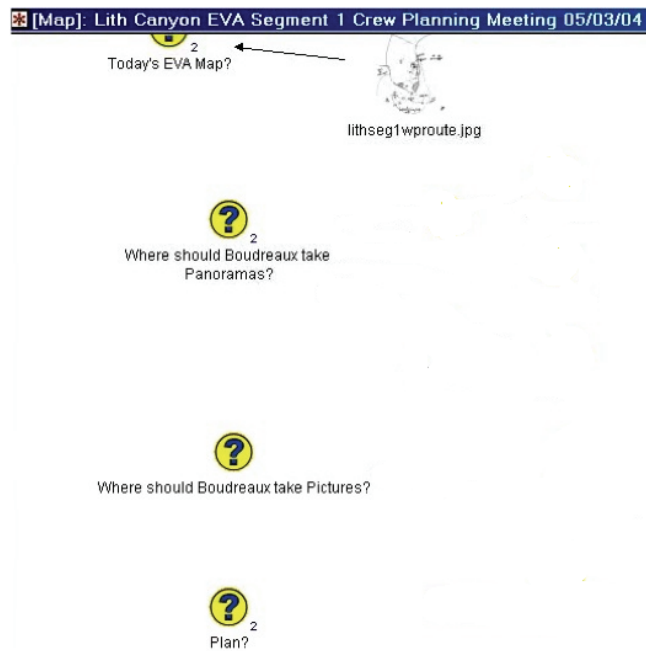 [Map]: Lith Canyon EVA Segment 1 Crew Planning Meeting 05/03/04
2
Today's EVA Map?
lithseg1wproute.jpg
?
2
Where should Boudreaux take
Panoramas?
?
Where should Boudreaux take Pictures?
?
2
Plan?